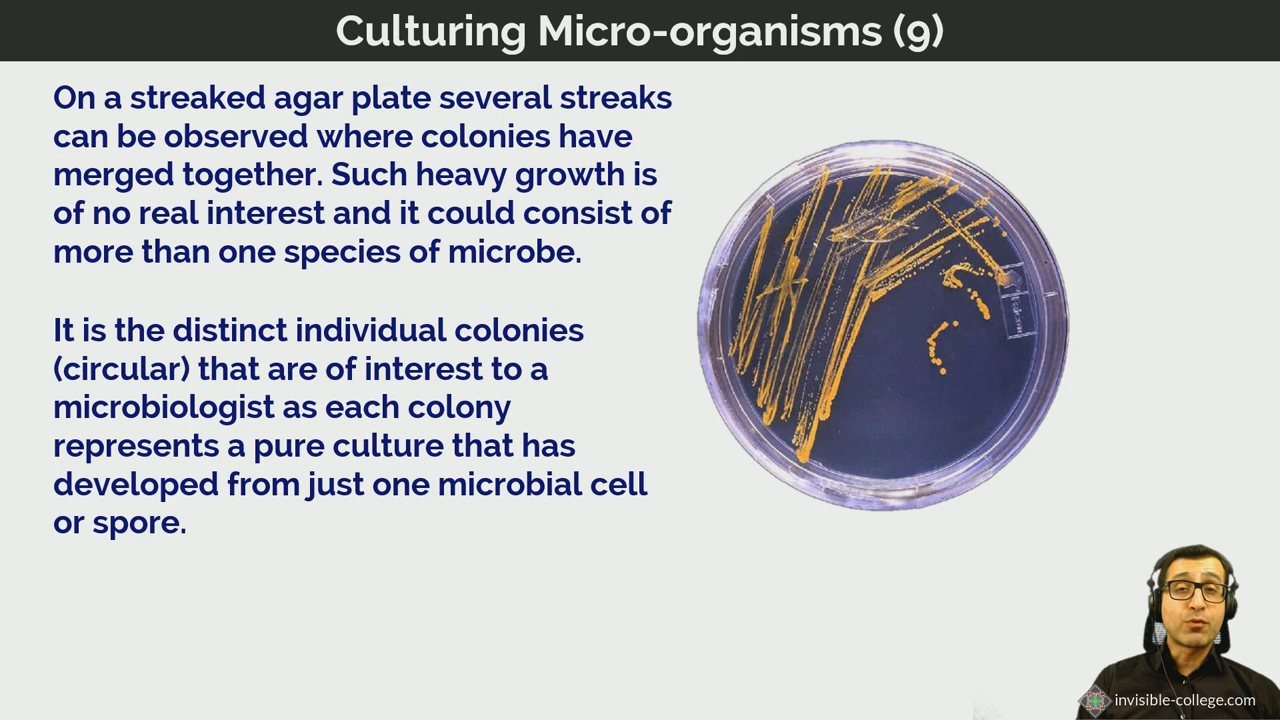 Culturing Micro-organisms (9)
On a streaked agar plate several streaks
can be observed where colonies have
merged together. Such heavy growth is
of no real interest and it could consist of
more than one species of microbe.
It is the distinct individual colonies
(circular) that are of interest to a
microbiologist as each colony
represents a pure culture that has
developed from just one microbial cell
or spore.
invisible-college.com